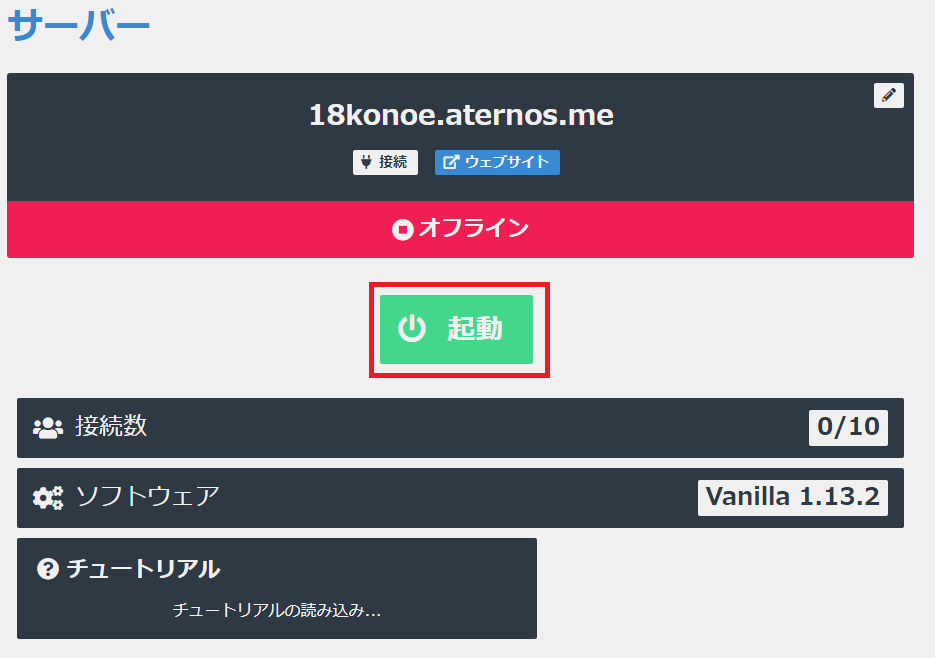 サーバー
18konoe.aternos.me
接続 ウェブサイト
オフライン
起動
接続数 0/10
ソフトウェア Vanilla 1.13.2
チュートリアル
チュートリアルの読み込み...